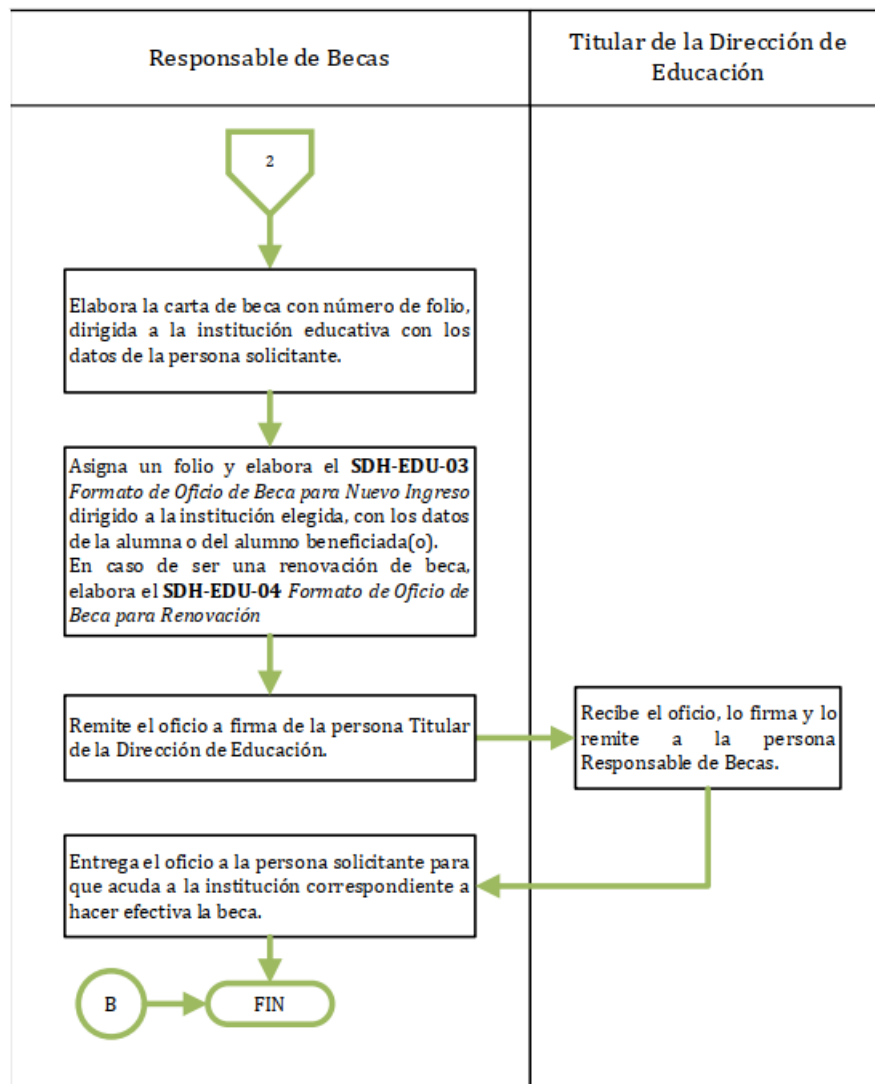 Responsable de Becas
Titular de la Dirección de
Educación
2
Elabora la carta de beca con número de folio,
dirigida a la institución educativa con los
datos de la persona solicitante.
Asigna un folio y elabora el SDH-EDU-03
Formato de Oficio de Beca para Nuevo Ingreso
dirigido a la institución elegida, con los datos
de la alumna o del alumno beneficiada(o).
En caso de ser una renovación de beca,
elabora el SDH-EDU-04 Formato de Oficio de
Beca para Renovación
Remite el oficio a firma de la persona Titular
de la Dirección de Educación.
Recibe el oficio, lo firma y lo
remite a la persona
Responsable de Becas.
Entrega el oficio a la persona solicitante para
que acuda a la institución correspondiente a
hacer efectiva la beca.
B
FIN